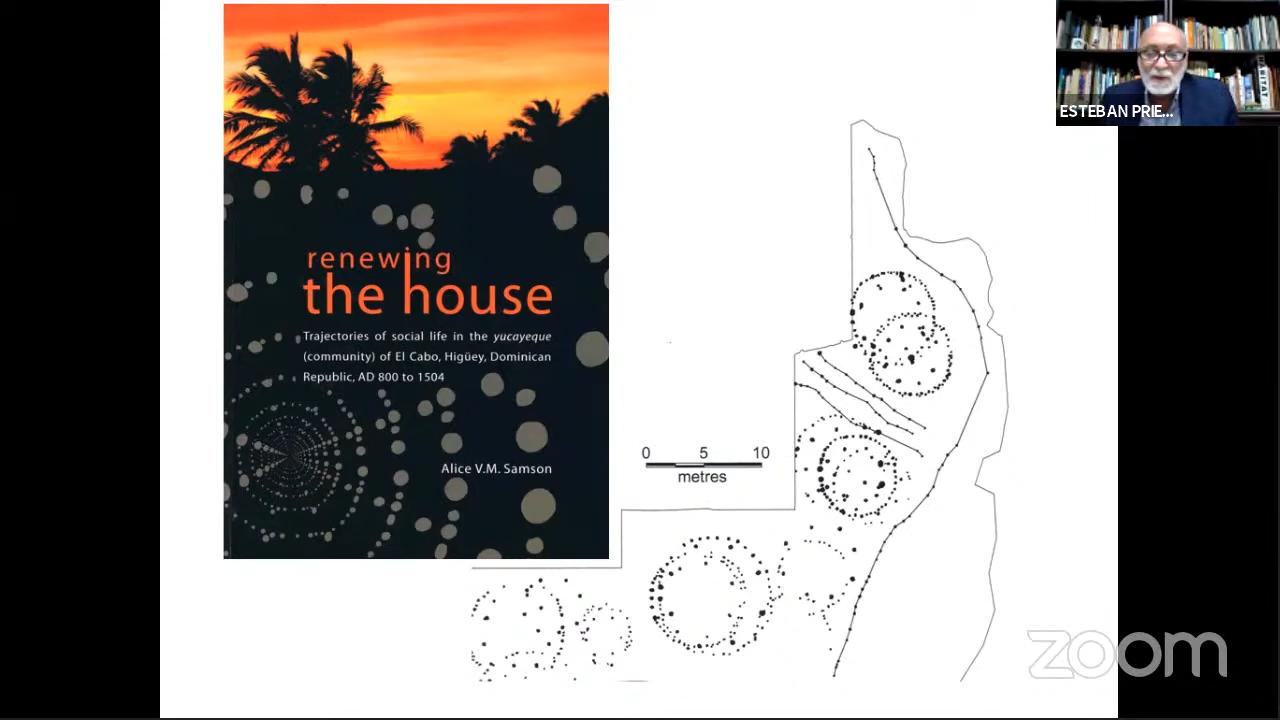 renewing
the house
Trajectories of social life in the yucayeque
(community) of El Cabo, Higüey, Dominican
Republic, AD 800 to 1504
Alice V.M. Samson
0 5 10
metres
ESTEBAN PRIE...
HABITAT
zoom